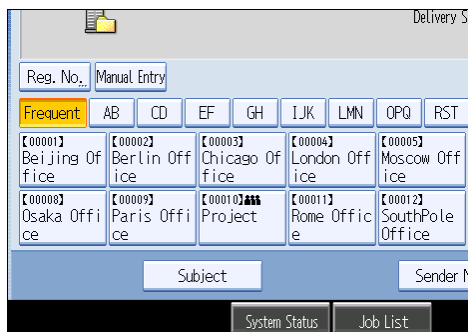 Delivery S
Reg. No. Manual Entry
Frequent AB CD EF GH IJK LMN OPQ RST
[00001] [00002] [00003] [00004] [00005]
Beijing Of Berlin Off Chicago Of London Off Moscow Off
fice ice fice ice ice
[00008] [00009] [00010] [00011] [00012]
Osaka Offi Paris Offi Project Rome Offic SouthPole
ce ce e Office
Subject Sender N
System Status Job List